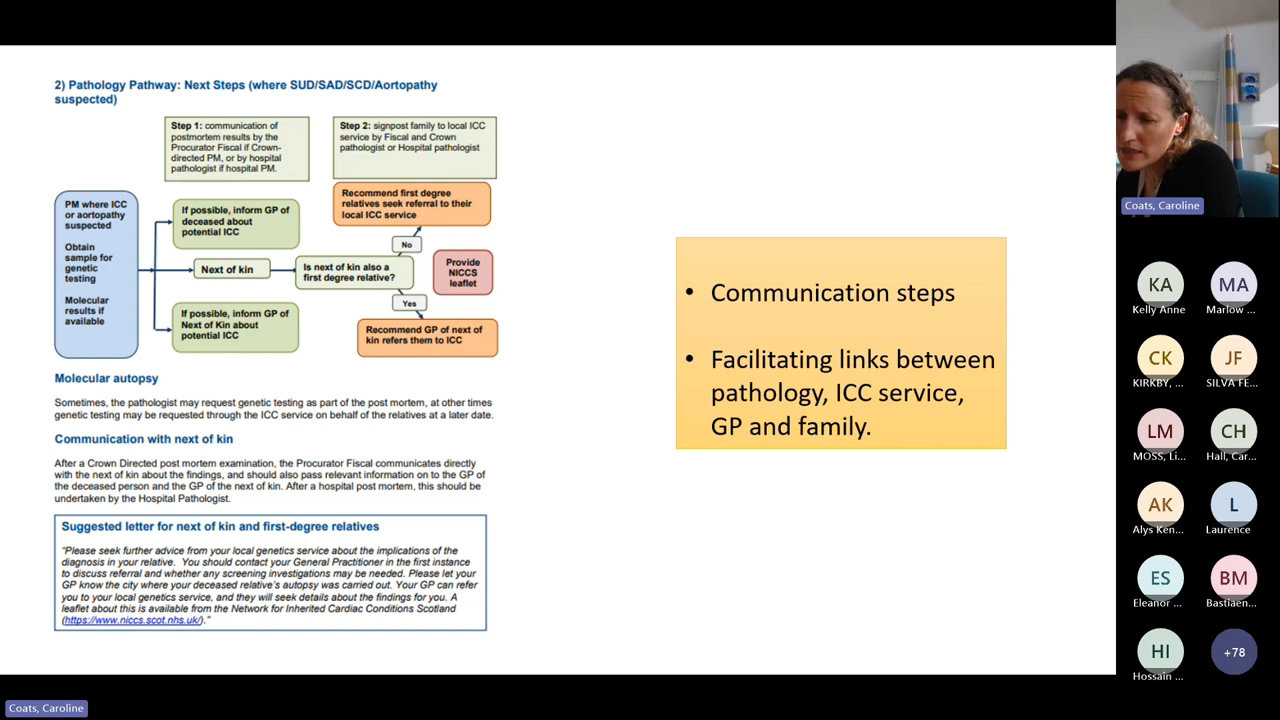 2) Pathology Pathway: Next Steps (where SUD/SAD/SCD/Aortopathy
suspected)
Step 1: communication of
postmortem results by the
Procurator Fiscal if Crown-
directed PM, or by hospital
pathologist if hospital PM.
Step 2: signpost family to local ICC
service by Fiscal and Crown
pathologist or Hospital pathologist
PM where ICC
or aortopathy
suspected
Obtain
sample for
genetic
testing
Molecular
results if
available
If possible, inform GP of
deceased about
potential ICC
Next of kin
If possible, inform GP of
Next of Kin about
potential ICC
Is next of kin also a
first degree relative?
Recommend first degree
relatives seek referral to their
local ICC service
No
Provide
NICCS
leaflet
Yes
Recommend GP of next of
kin refers them to ICC
Molecular autopsy
Sometimes, the pathologist may request genetic testing as part of the post mortem, at other times
genetic testing may be requested through the ICC service on behalf of the relatives at a later date.
Communication with next of kin
After a Crown Directed post mortem examination, the Procurator Fiscal communicates directly
with the next of kin about the findings, and should also pass relevant information on to the GP of
the deceased person and the GP of the next of kin. After a hospital post mortem, this should be
undertaken by the Hospital Pathologist.
Suggested letter for next of kin and first-degree relatives
"Please seek further advice from your local genetics service about the implications of the
diagnosis in your relative.  You should contact your General Practitioner in the first instance
to discuss referral and whether any screening investigations may be needed. Please let your
GP know the city where your deceased relative's autopsy was carried out. Your GP can refer
you to your local genetics service, and they will seek details about the findings for you. A
leaflet about this is available from the Network for Inherited Cardiac Conditions Scotland
(https://www.niccs.scot.nhs.uk/)."
• Communication steps
• Facilitating links between
pathology, ICC service,
GP and family.
Coats, Caroline
KA
Kelly Anne
MA
Marlow ...
CK
KIRKBY, ...
JF
SILVA FE...
LM
MOSS, Li...
CH
Hall, Car...
AK
Alys Ken...
L
Laurence
ES
Eleanor ...
BM
Bastiaen...
HI
Hossain ...
+78
Coats, Caroline